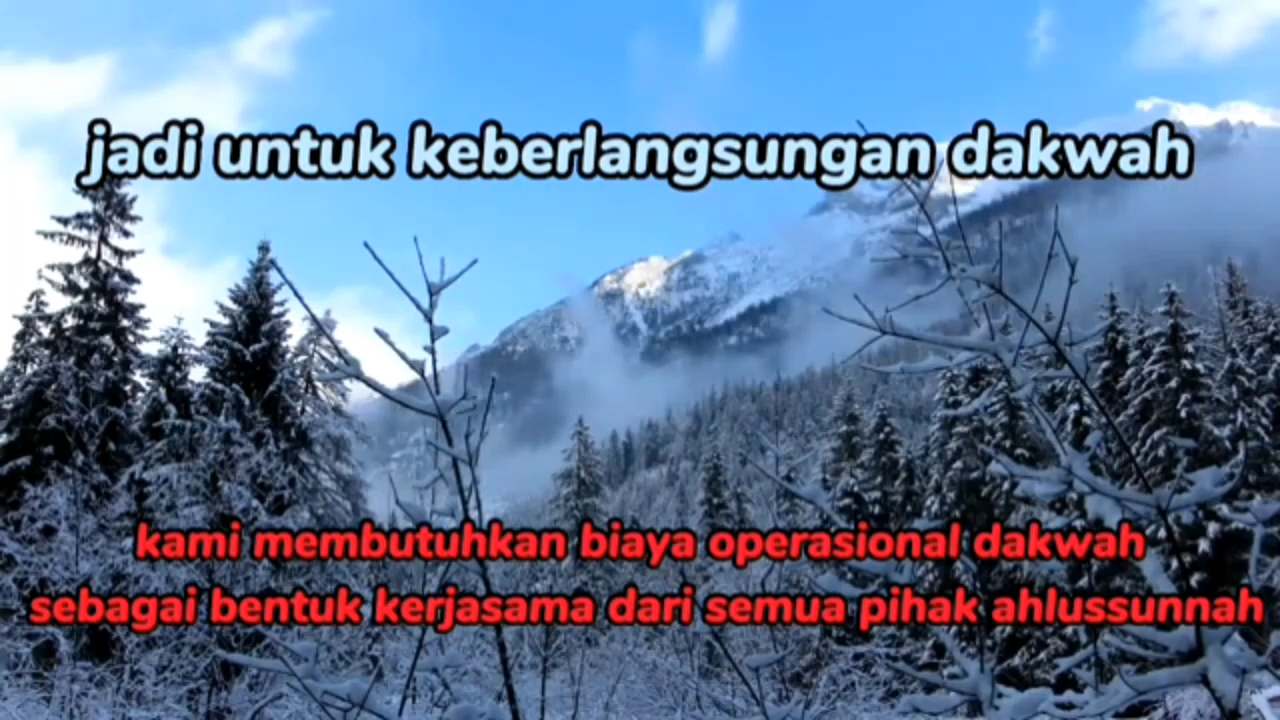 jadi untuk keberlangsungan dakwah
kami membutuhkan biaya operasional dakwah
sebagai bentuk kerjasama dari semua pihak ahlussunnah